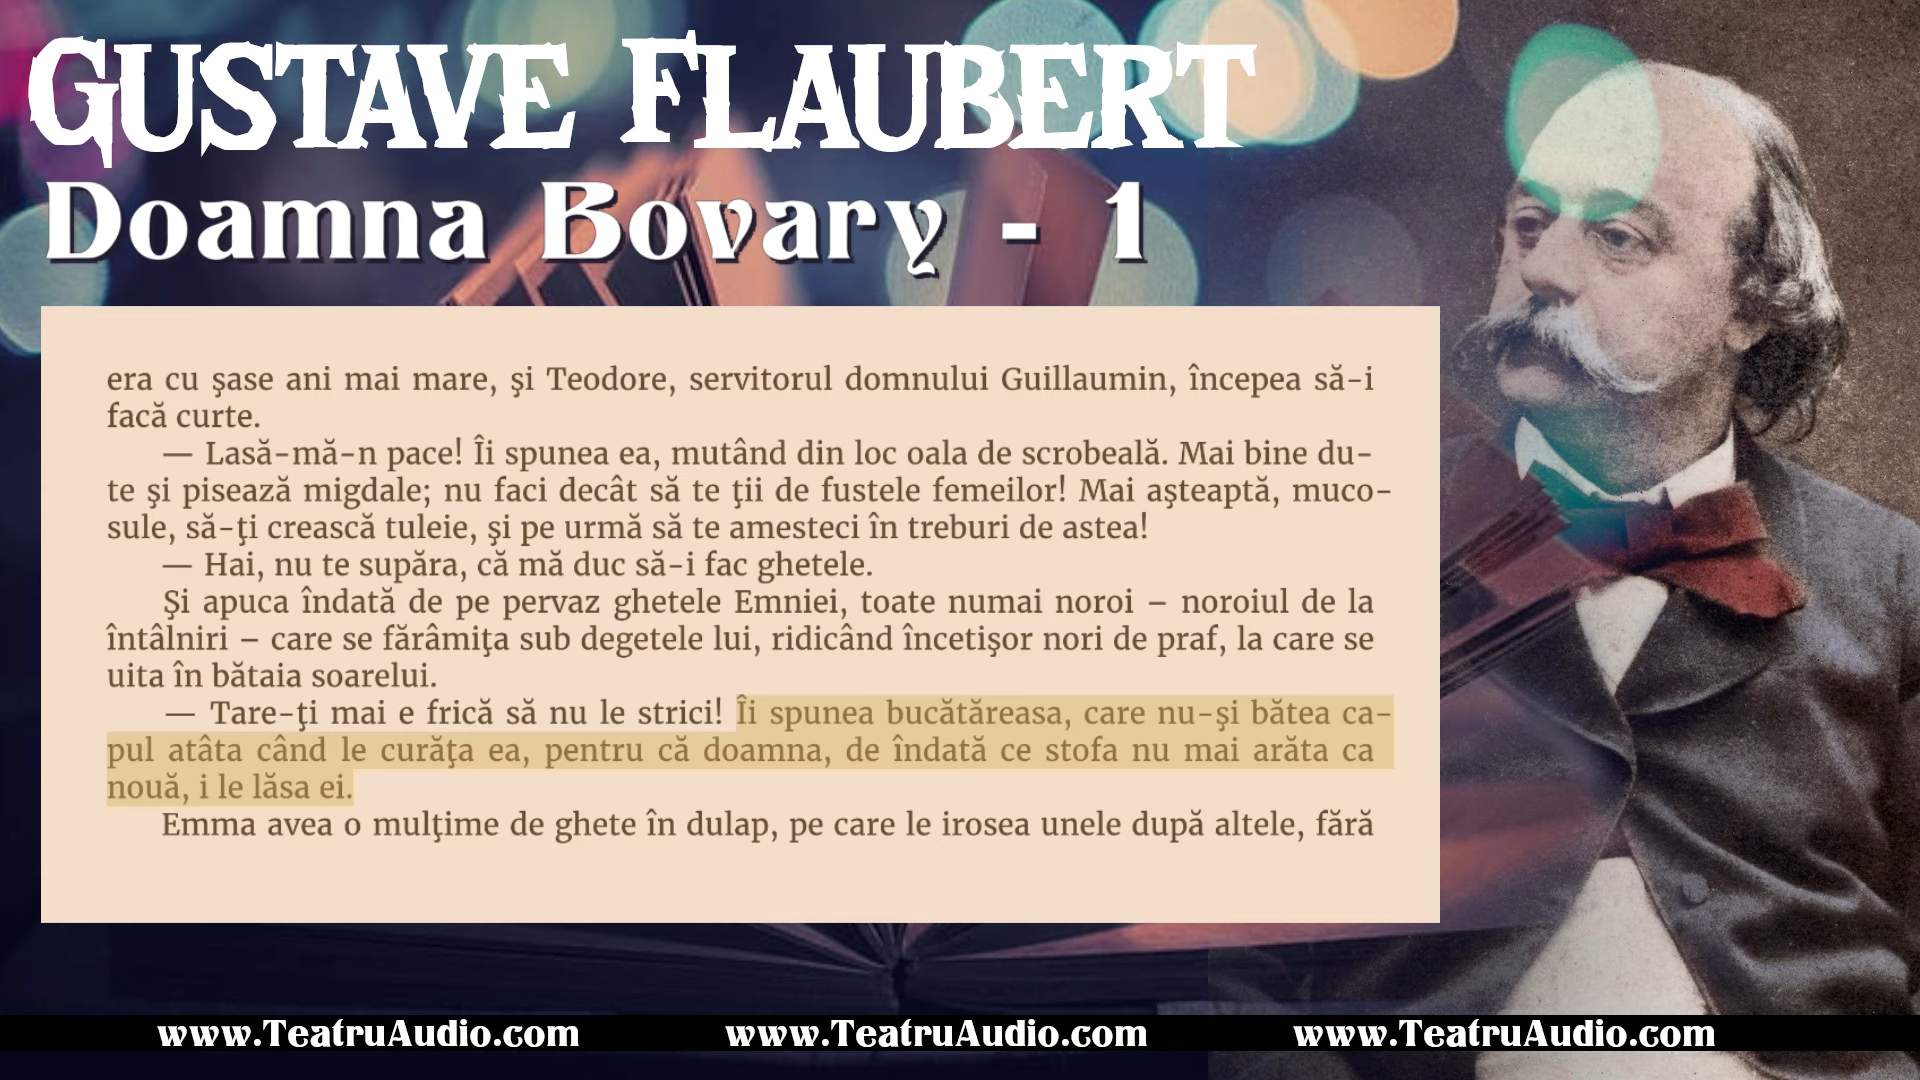 GUSTAVE FLAUBERT
Doamna Bovary - 1
era cu şase ani mai mare, şi Teodore, servitorul domnului Guillaumin, începea să-i
facă curte.
— Lasă-mă-n pace! Îi spunea ea, mutând din loc oala de scrobeală. Mai bine du-
te şi pisează migdale; nu faci decât să te ţii de fustele femeilor! Mai aşteaptă, muco-
sule, să-ţi crească tuleie, şi pe urmă să te amesteci în treburi de astea!
— Hai, nu te supăra, că mă duc să-i fac ghetele.
Şi apuca îndată de pe pervaz ghetele Emniei, toate numai noroi – noroiul de la
întâlniri – care se fărâmiţa sub degetele lui, ridicând încetişor nori de praf, la care se
uita în bătaia soarelui.
— Tare-ţi mai e frică să nu le strici! Îi spunea bucătăreasa, care nu-şi bătea ca-
pul atâta când le curăţa ea, pentru că doamna, de îndată ce stofa nu mai arăta ca
nouă, i le lăsa ei.
Emma avea o mulţime de ghete în dulap, pe care le irosea unele după altele, fără
www.TeatruAudio.com www.TeatruAudio.com www.TeatruAudio.com